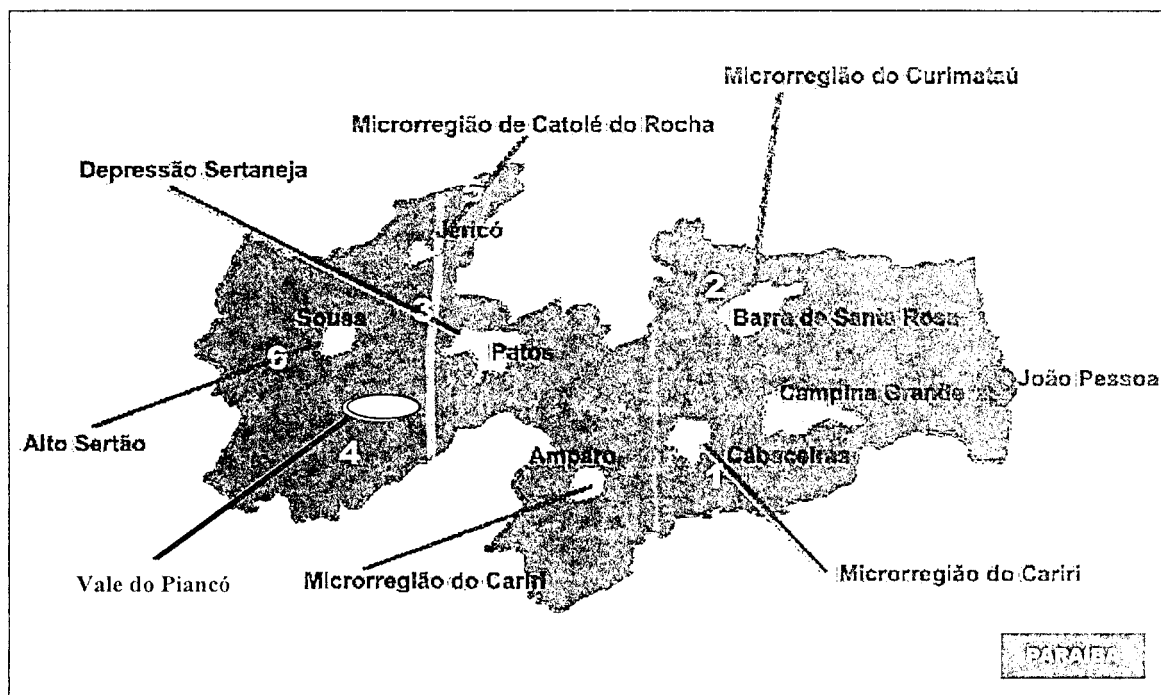 Microrregião do Curimataú
Microrregião de Catolé do Rocha
Depressão Sertaneja
Jericó
2
3
Sousa
Barra de Santa Rosa
6
Patos
João Pessoa
Campina Grande
Alto Sertão
4
Amparo
Cabaceiras
1
Vale do Piancó
Microrregião do Cariri
Microrregião do Cariri
PARAÍBA